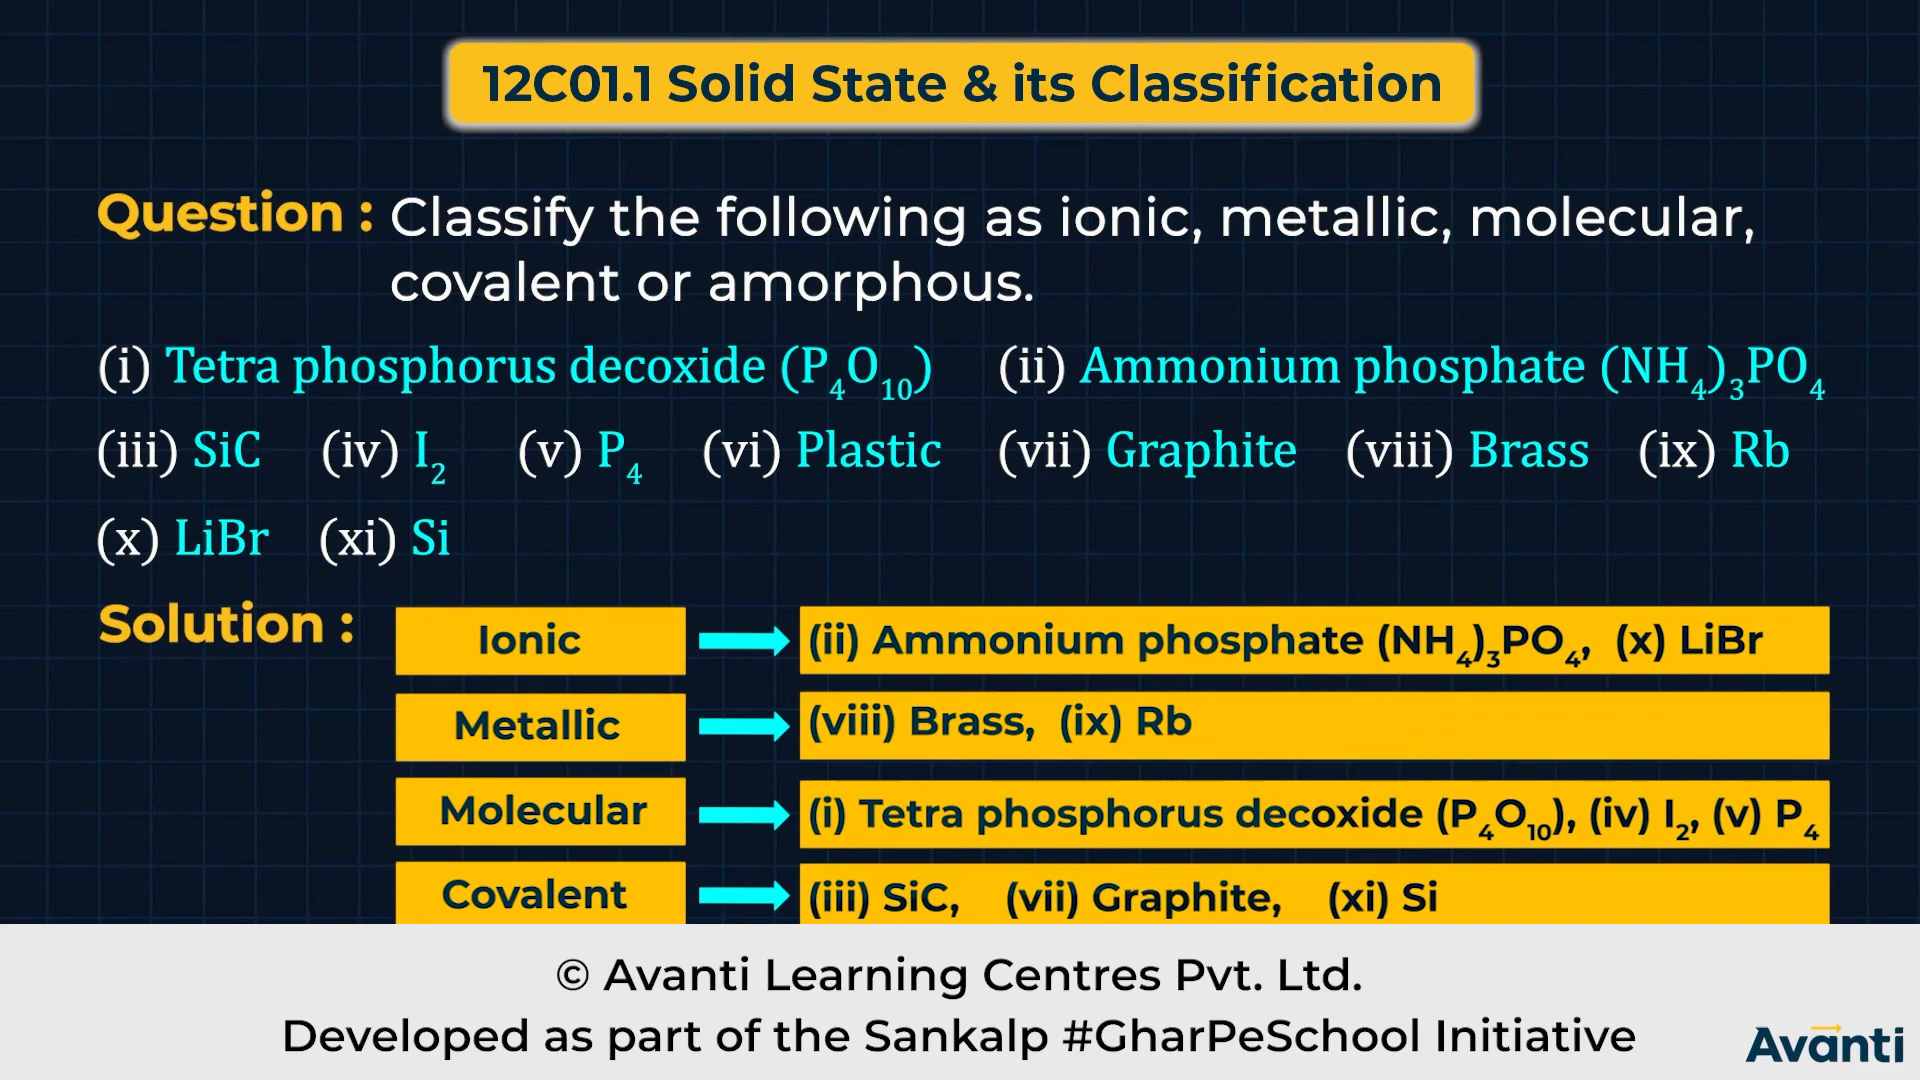 12C01.1 Solid State & its Classification
Question : Classify the following as ionic, metallic, molecular,
covalent or amorphous.
(i) Tetra phosphorus decoxide (P₄O₁₀) (ii) Ammonium phosphate (NH₄)₃PO₄
(iii) SiC (iv) I₂ (v) P₄ (vi) Plastic (vii) Graphite (viii) Brass (ix) Rb
(x) LiBr (xi) Si
Solution : Ionic (ii) Ammonium phosphate (NH₄)₃PO₄, (x) LiBr
Metallic (viii) Brass, (ix) Rb
Molecular (i) Tetra phosphorus decoxide (P₄O₁₀), (iv) I₂, (v) P₄
Covalent (iii) SiC, (vii) Graphite, (xi) Si
© Avanti Learning Centres Pvt. Ltd.
Developed as part of the Sankalp #GharPeSchool Initiative
Avanti